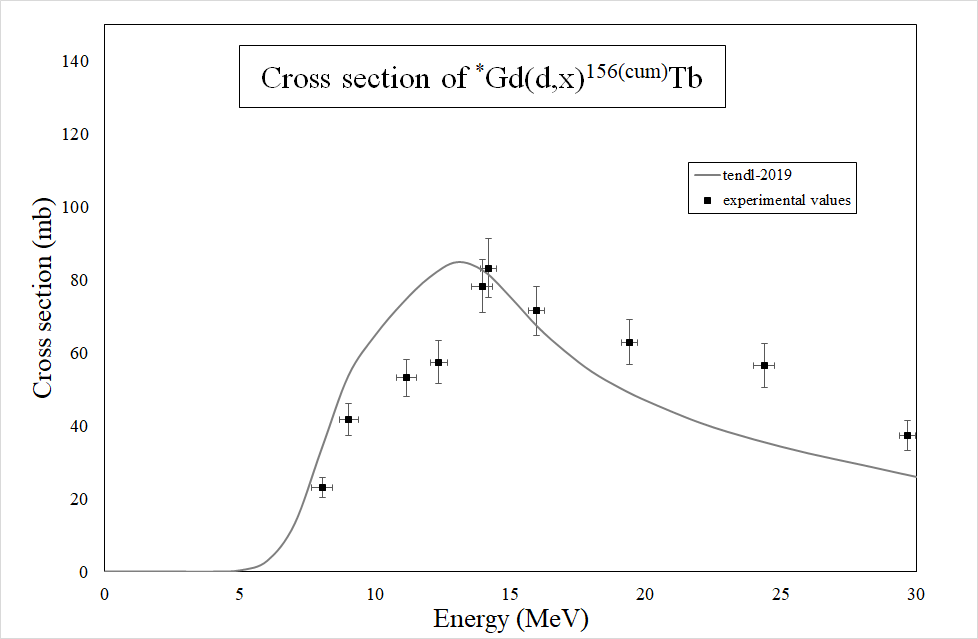 Cross section of *Gd(d,x)156(cum)Tb
tendl-2019
experimental values
Cross section (mb)
140
120
100
80
60
40
20
0
0 5 10 15 20 25 30
Energy (MeV)